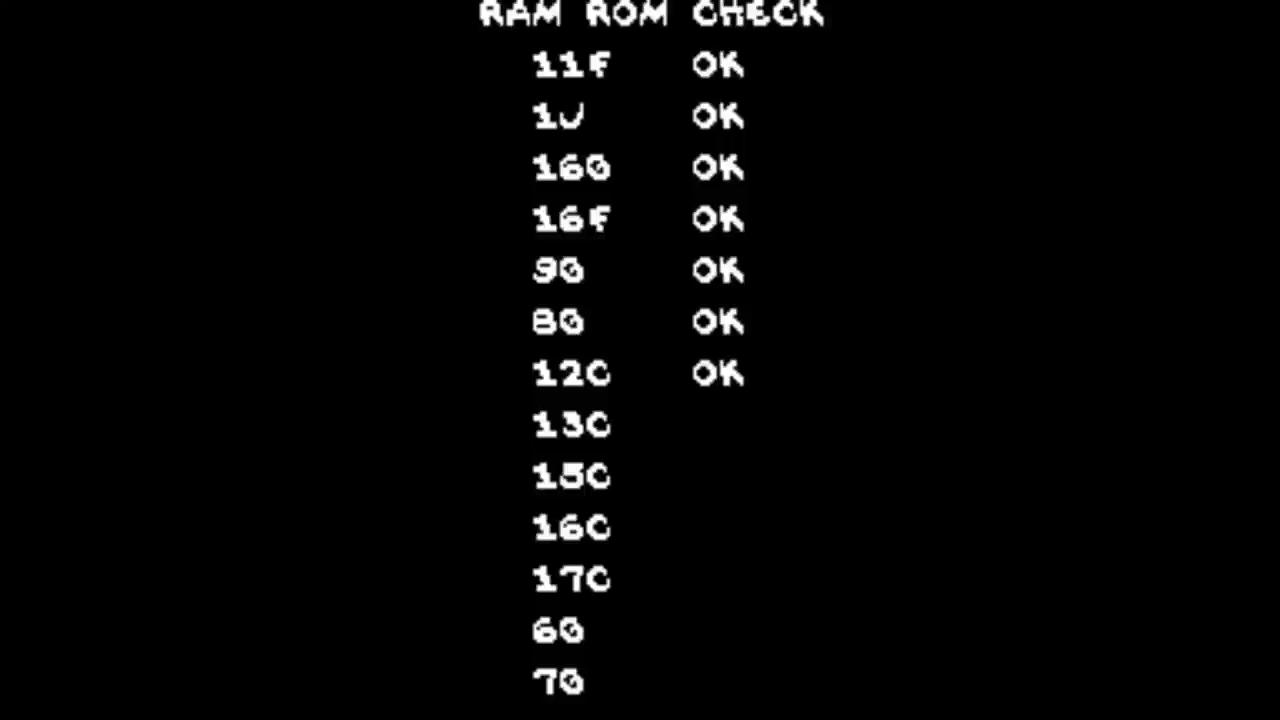 RAM ROM CHECK
11F OK
1J OK
16G OK
16F OK
9G OK
8G OK
12C OK
13C
15C
16C
17C
6G
7G